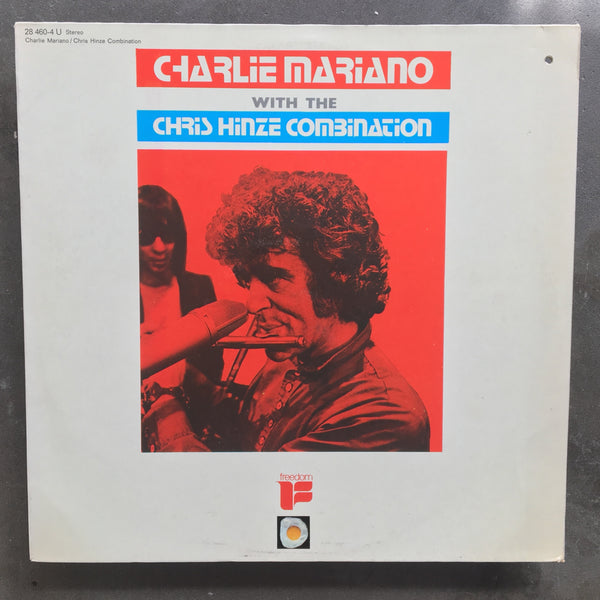 28 460-4 U Stereo
Charlie Mariano / Chris Hinze Combination
CHARLIE MARIANO
WITH THE
CHRIS HINZE COMBINATION
freedom
F